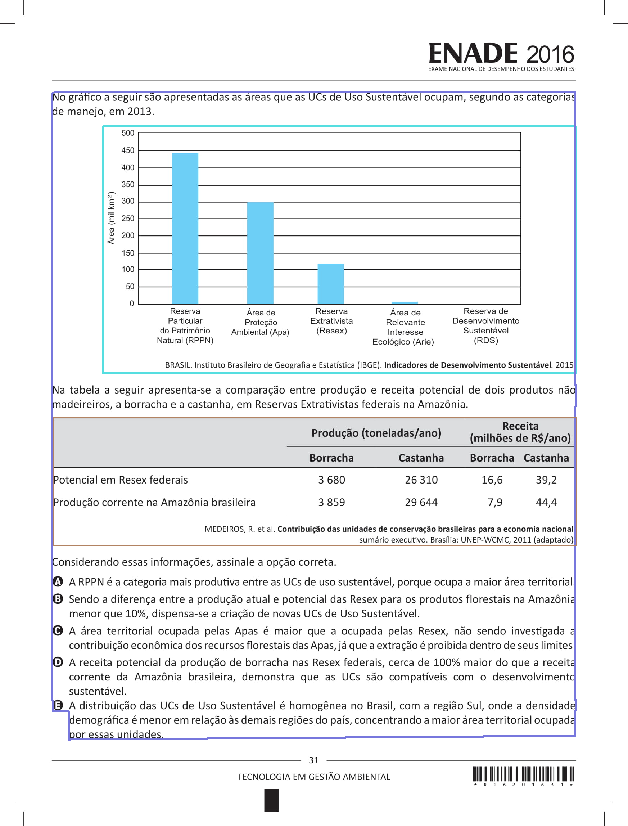 ENADE 2016
EXAME NACIONAL DE DESEMPENHO DOS ESTUDANTES
No gráfico a seguir são apresentadas as áreas que as UCs de Uso Sustentável ocupam, segundo as categorias
de manejo, em 2013.
500
450
400
350
300
250
200
150
100
50
0
Área (mil km²)
Reserva
Particular
do Patrimônio
Natural (RPPN)
Área de
Proteção
Ambiental (Apa)
Reserva
Extrativista
(Resex)
Área de
Relevante
Interesse
Ecológico (Arie)
Reserva de
Desenvolvimento
Sustentável
(RDS)
BRASIL. Instituto Brasileiro de Geografia e Estatística (IBGE). Indicadores de Desenvolvimento Sustentável. 2015
Na tabela a seguir apresenta-se a comparação entre produção e receita potencial de dois produtos não
madeireiros, a borracha e a castanha, em Reservas Extrativistas federais na Amazônia.
Produção (toneladas/ano) Receita
(milhões de R$/ano)
Borracha Castanha Borracha Castanha
Potencial em Resex federais 3 680 26 310 16,6 39,2
Produção corrente na Amazônia brasileira 3 859 29 644 7,9 44,4
MEDEIROS, R. et al. Contribuição das unidades de conservação brasileiras para a economia nacional
sumário executivo. Brasília: UNEP-WCMC, 2011 (adaptado)
Considerando essas informações, assinale a opção correta.
A A RPPN é a categoria mais produtiva entre as UCs de uso sustentável, porque ocupa a maior área territorial
B Sendo a diferença entre a produção atual e potencial das Resex para os produtos florestais na Amazônia
menor que 10%, dispensa-se a criação de novas UCs de Uso Sustentável.
C A área territorial ocupada pelas Apas é maior que a ocupada pelas Resex, não sendo investigada a
contribuição econômica dos recursos florestais das Apas, já que a extração é proibida dentro de seus limites
D A receita potencial da produção de borracha nas Resex federais, cerca de 100% maior do que a receita
corrente da Amazônia brasileira, demonstra que as UCs são compatíveis com o desenvolvimento
sustentável.
E A distribuição das UCs de Uso Sustentável é homogênea no Brasil, com a região Sul, onde a densidade
demográfica é menor em relação às demais regiões do país, concentrando a maior área territorial ocupada
por essas unidades.
31
TECNOLOGIA EM GESTÃO AMBIENTAL